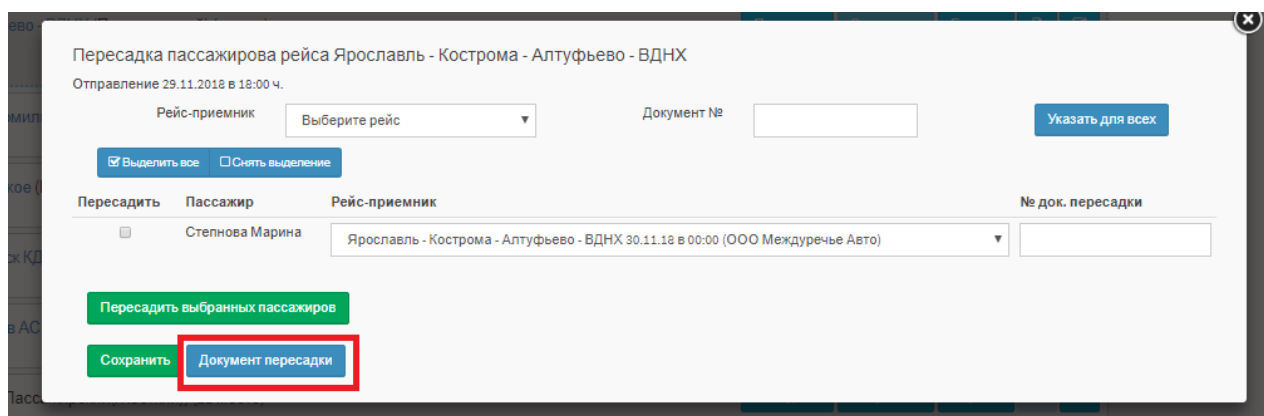 Пересадка пассажирова рейса Ярославль - Кострома - Алтуфьево - ВДНХ
Отправление 29.11.2018 в 18:00 ч.
Рейс-приемник Выберите рейс Документ № Указать для всех
Выделить все Снять выделение
Пересадить Пассажир Рейс-приемник № док. пересадки
Степнова Марина Ярославль - Кострома - Алтуфьево - ВДНХ 30.11.18 в 00:00 (ООО Междуречье Авто)
Пересадить выбранных пассажиров
Сохранить Документ пересадки